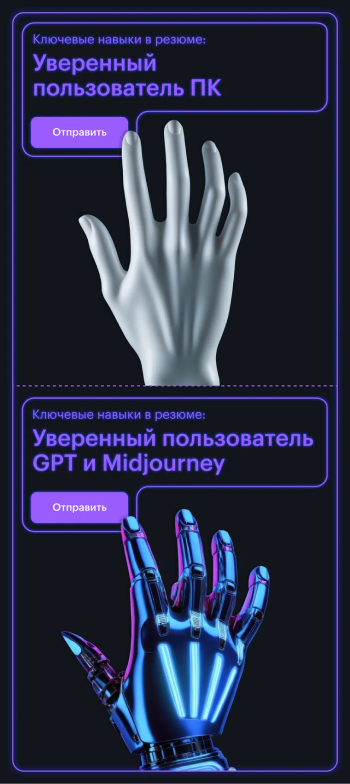 Ключевые навыки в резюме:
Уверенный
пользователь ПК
Отправить
Ключевые навыки в резюме:
Уверенный пользователь
GPT и Midjourney
Отправить